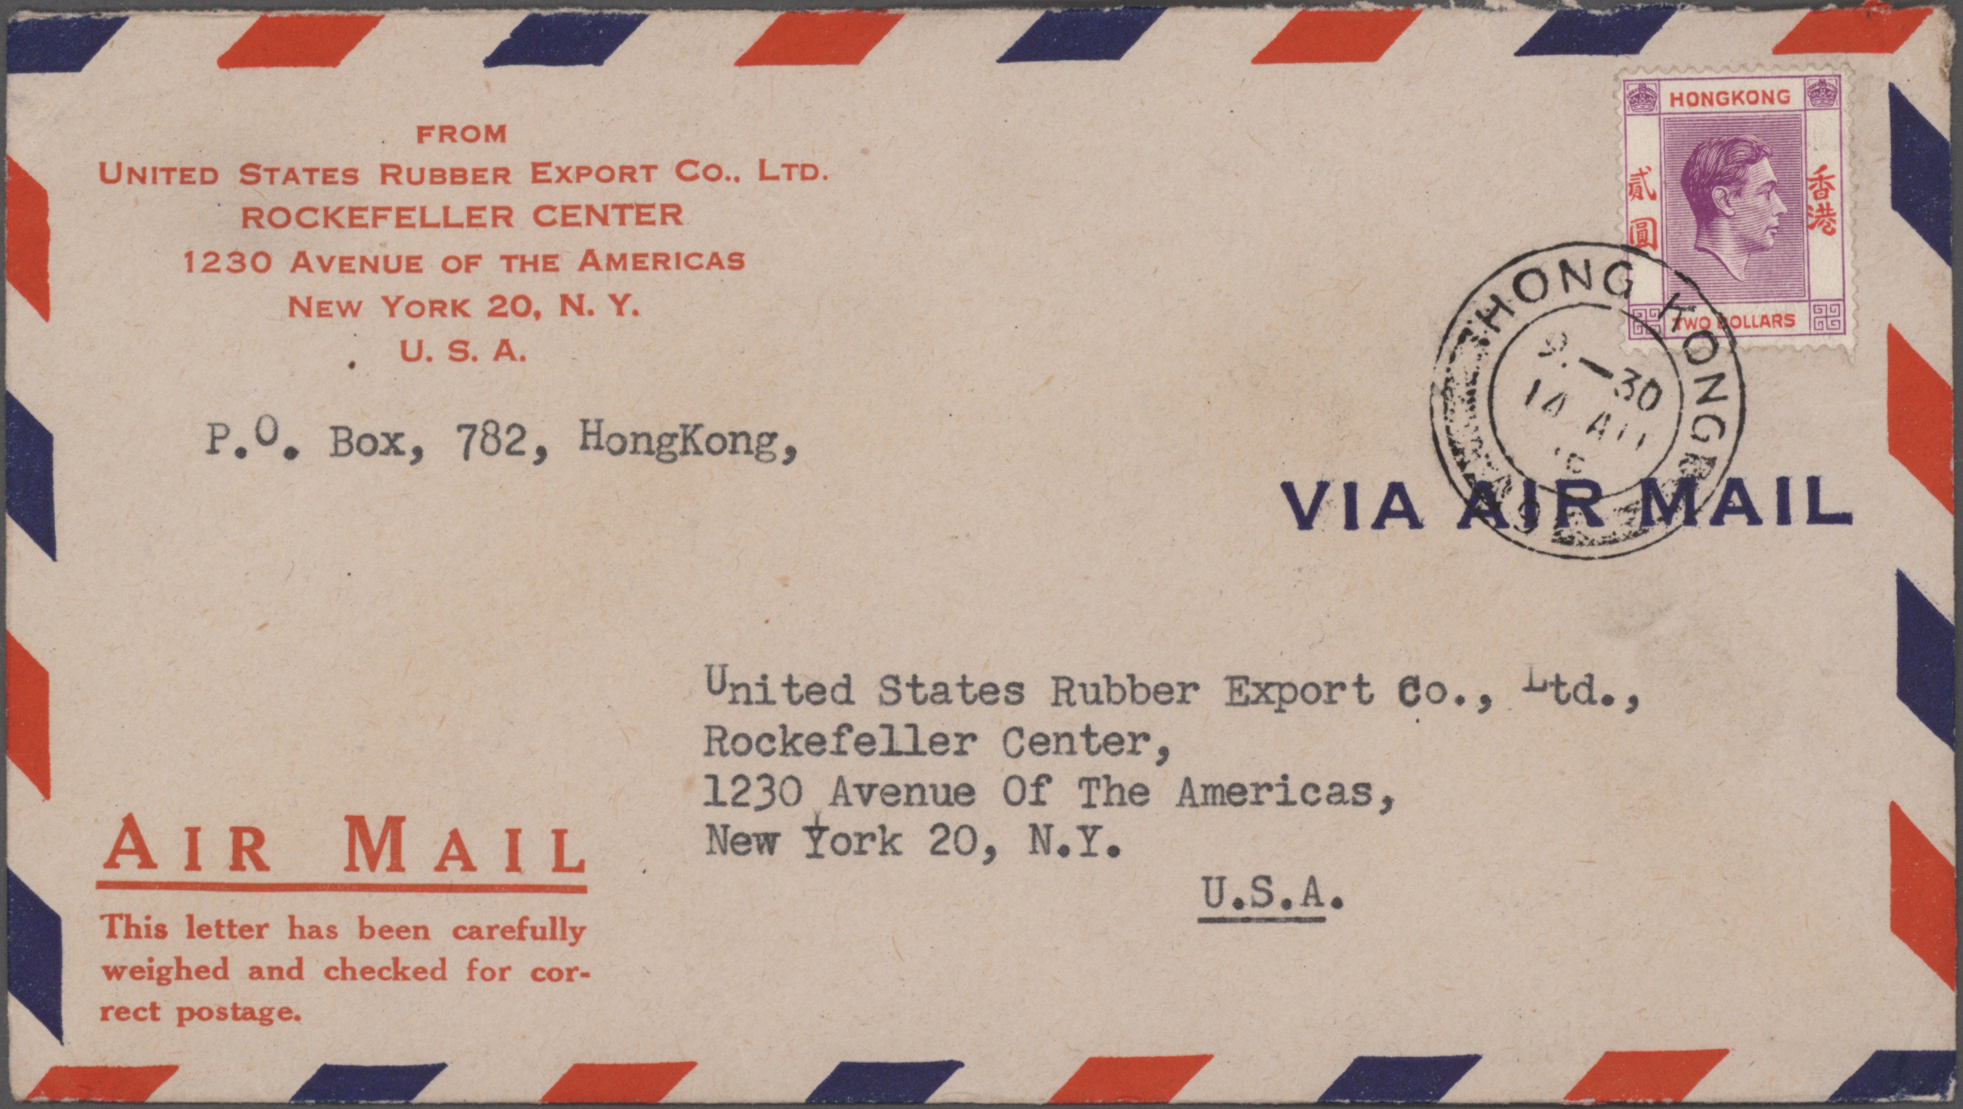 FROM
UNITED STATES RUBBER EXPORT CO., LTD.
ROCKEFELLER CENTER
1230 AVENUE OF THE AMERICAS
NEW YORK 20, N. Y.
U. S. A.
P.O. Box, 782, HongKong,
HONGKONG
貳圓
香港
TWO DOLLARS
HONG KONG
9.—30
14 AU
VIA AIR MAIL
United States Rubber Export Co., Ltd.,
Rockefeller Center,
1230 Avenue Of The Americas,
New York 20, N.Y.
U.S.A.
AIR MAIL
This letter has been carefully
weighed and checked for cor-
rect postage.